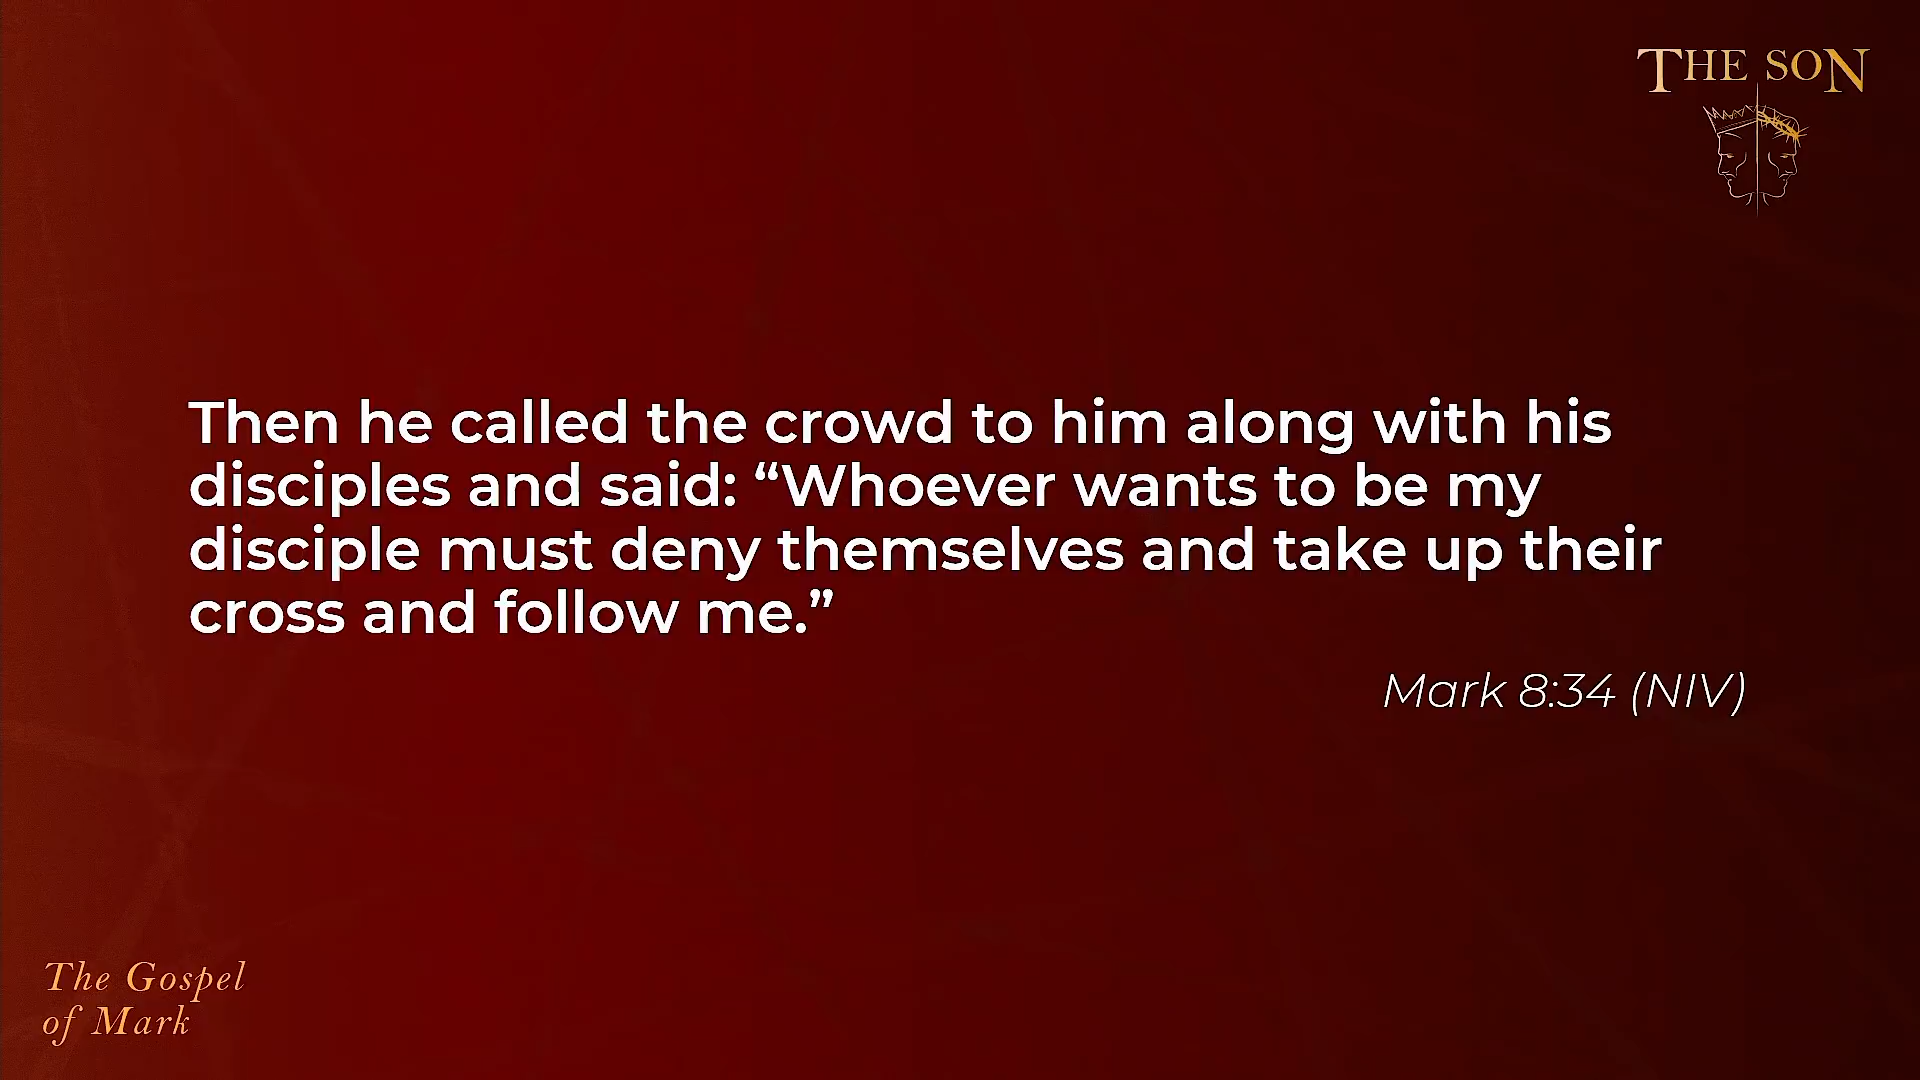 THE SON
Then he called the crowd to him along with his
disciples and said: “Whoever wants to be my
disciple must deny themselves and take up their
cross and follow me.”
Mark 8:34 (NIV)
The Gospel
of Mark